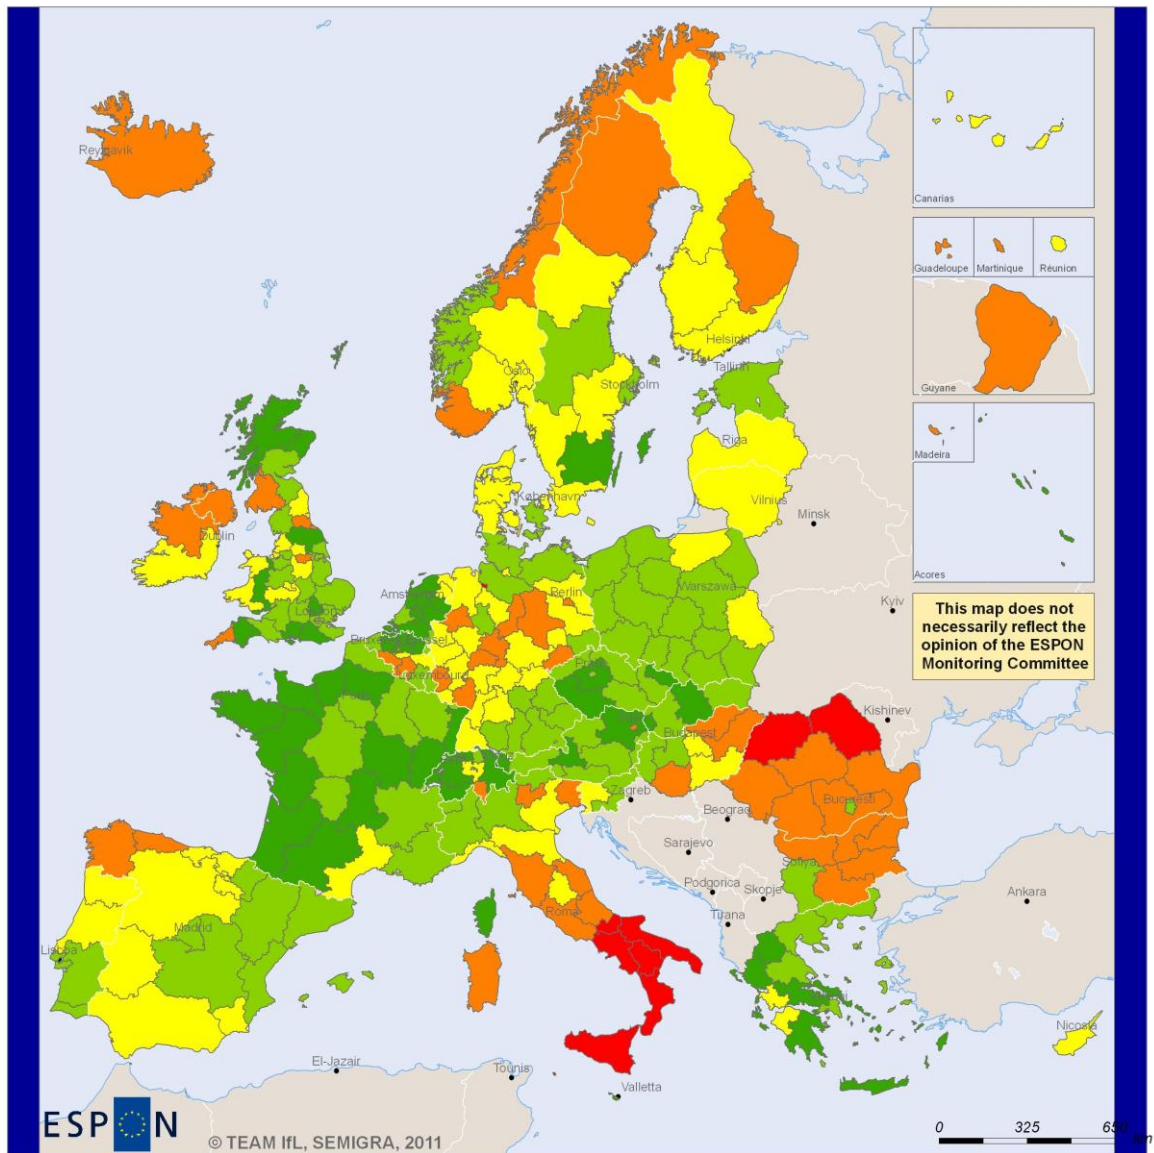 Reykjavik
Canarias
Guadeloupe
Martinique
Réunion
Guyane
Madeira
Acores
Helsinki
Tallinn
Oslo
Stockholm
Riga
København
Vilnius
Minsk
Dublin
Amsterdam
Berlin
Warszawa
London
Kyiv
This map does not
necessarily reflect the
opinion of the ESPON
Monitoring Committee
Luxembourg
Kishinev
Budapest
Zagreb
Beograd
Bucuresti
Sarajevo
Sofiya
Podgorica
Skopje
Ankara
Madrid
Roma
Tirana
Lisboa
Nicosia
El-Jazair
Tounis
Valletta
ESPON
© TEAM IfL, SEMIGRA, 2011
0 325 650
km